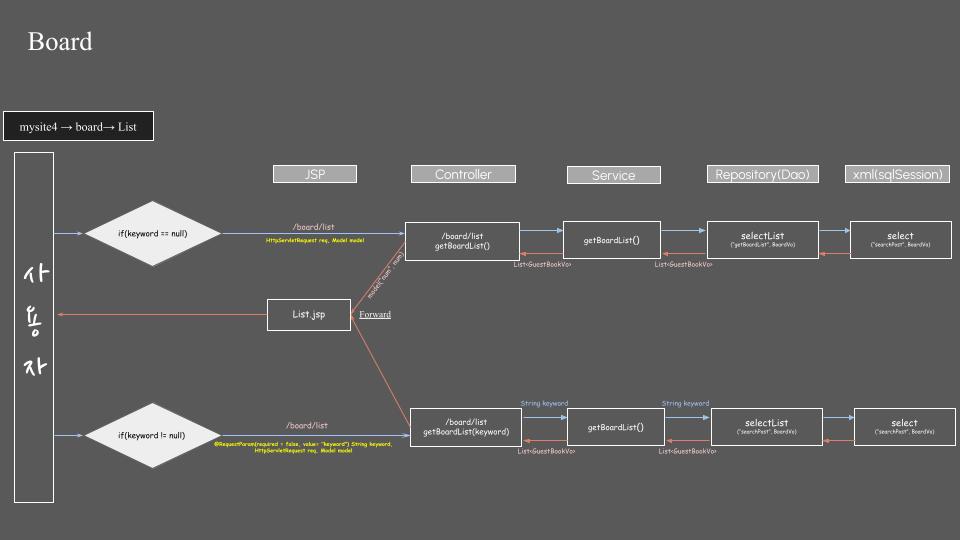 Board
mysite4 → board→ List
JSP
Controller
Service
Repository(Dao)
xml(sqlSession)
사
용
자
if(keyword == null)
/board/list
HttpServletRequest req, Model model
/board/list
getBoardList()
getBoardList()
selectList
("getBoardList", BoardVo)
select
("searchPost", BoardVo)
List<GuestBookVo>
List<GuestBookVo>
model("num", num)
List.jsp
Forward
if(keyword != null)
/board/list
@RequestParam(required = false, value= "keyword") String keyword,
HttpServletRequest req, Model model
/board/list
getBoardList(keyword)
String keyword
getBoardList()
String keyword
selectList
("searchPost", BoardVo)
select
("searchPost", BoardVo)
List<GuestBookVo>
List<GuestBookVo>